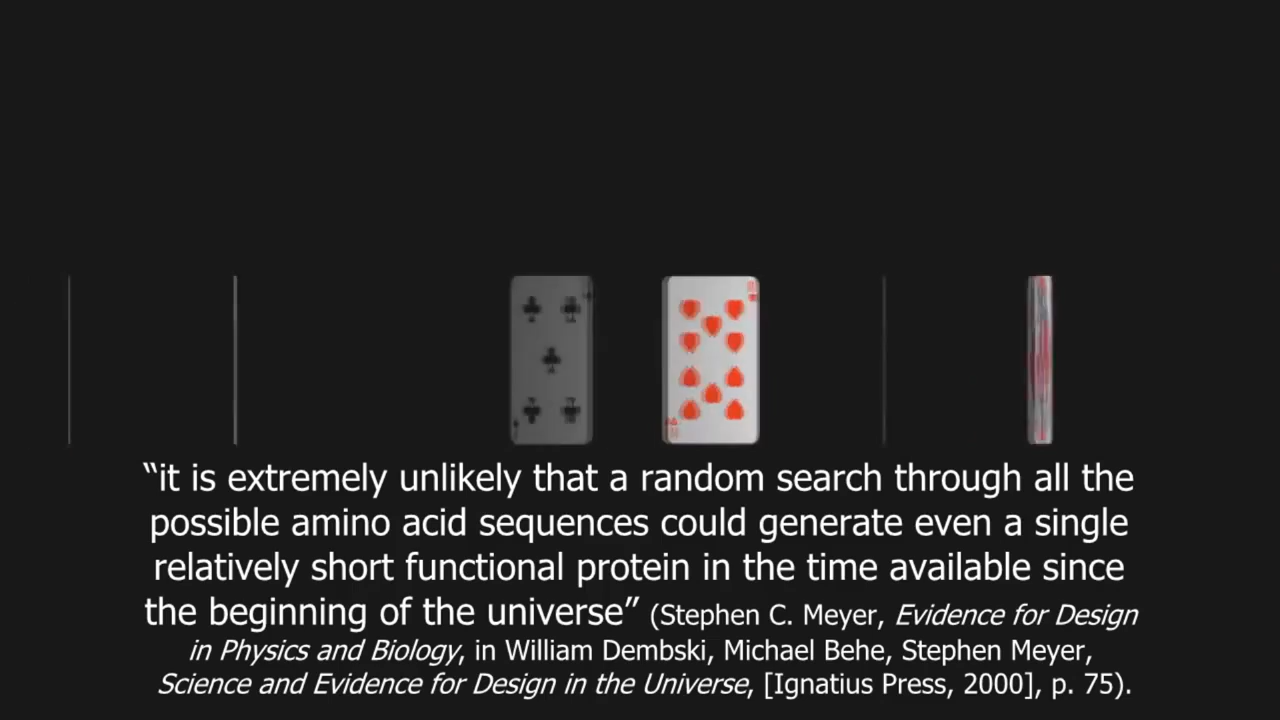 “it is extremely unlikely that a random search through all the
possible amino acid sequences could generate even a single
relatively short functional protein in the time available since
the beginning of the universe” (Stephen C. Meyer, Evidence for Design
in Physics and Biology, in William Dembski, Michael Behe, Stephen Meyer,
Science and Evidence for Design in the Universe, [Ignatius Press, 2000], p. 75).